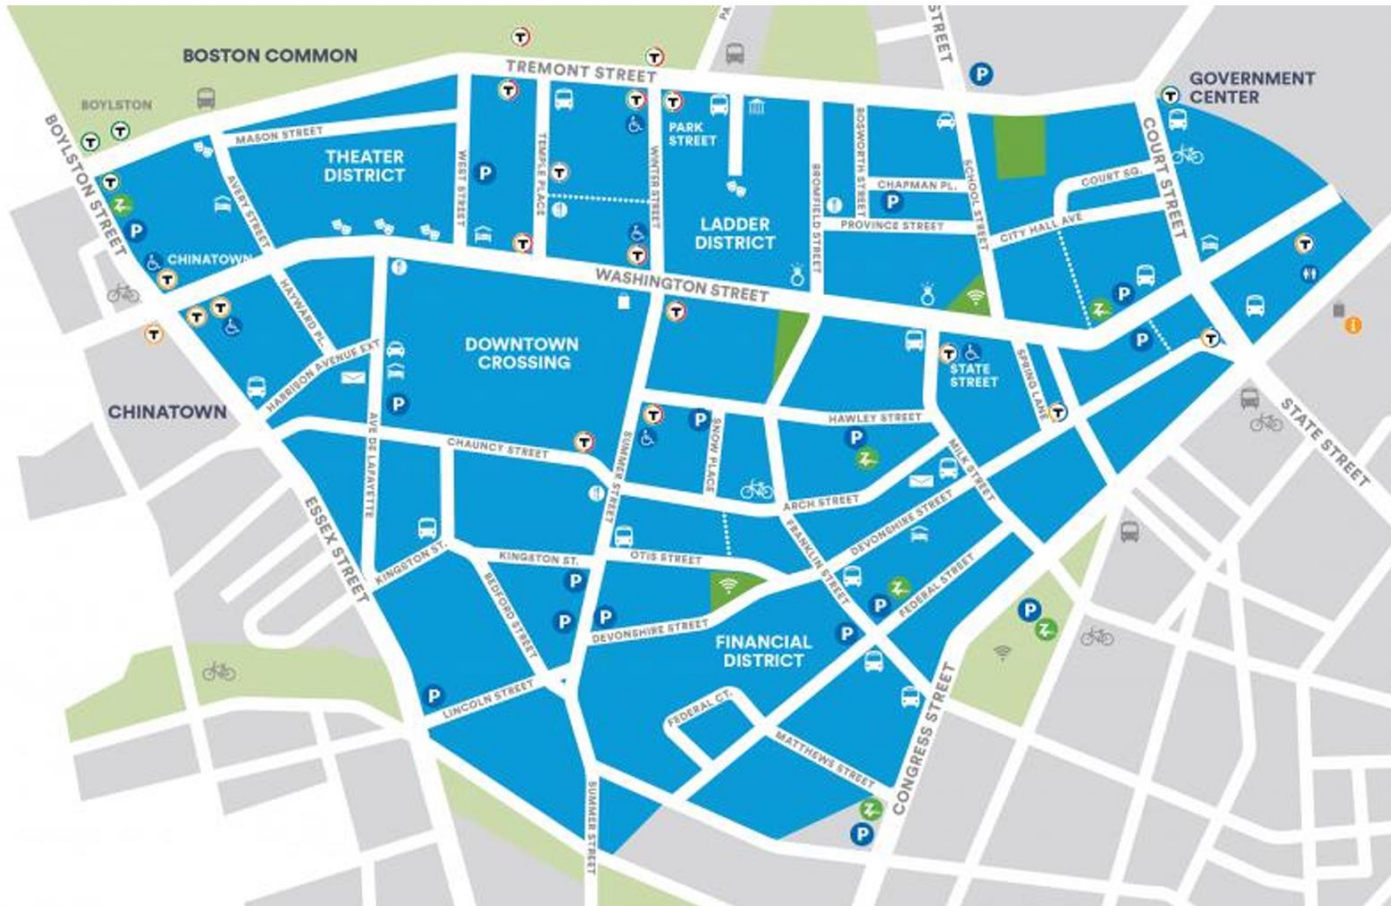 BOSTON COMMON
TREMONT STREET
PA
STREET
GOVERNMENT
CENTER
BOYLSTON
BOYLSTON STREET
MASON STREET
THEATER
DISTRICT
AVERY STREET
WEST STREET
TEMPLE PLACE
WINTER STREET
PARK
STREET
LADDER
DISTRICT
BROMFIELD STREET
BOSWORTH STREET
CHAPMAN PL.
PROVINCE STREET
SCHOOL STREET
COURT SQ.
CITY HALL AVE
COURT STREET
CHINATOWN
WASHINGTON STREET
HAYWARD PL.
HARRISON AVENUE EXT
DOWNTOWN
CROSSING
STATE
STREET
SPRING LANE
STATE STREET
CHINATOWN
AVE DE LAFAYETTE
CHAUNCY STREET
SUMMER STREET
SNOW PLACE
HAWLEY STREET
MILK STREET
ARCH STREET
DEVONSHIRE STREET
FRANKLIN STREET
ESSEX STREET
KINGSTON ST.
KINGSTON ST.
OTIS STREET
BEDFORD STREET
DEVONSHIRE STREET
FEDERAL STREET
FINANCIAL
DISTRICT
LINCOLN STREET
FEDERAL CT.
MATTHEWS STREET
CONGRESS STREET
SUMMER STREET